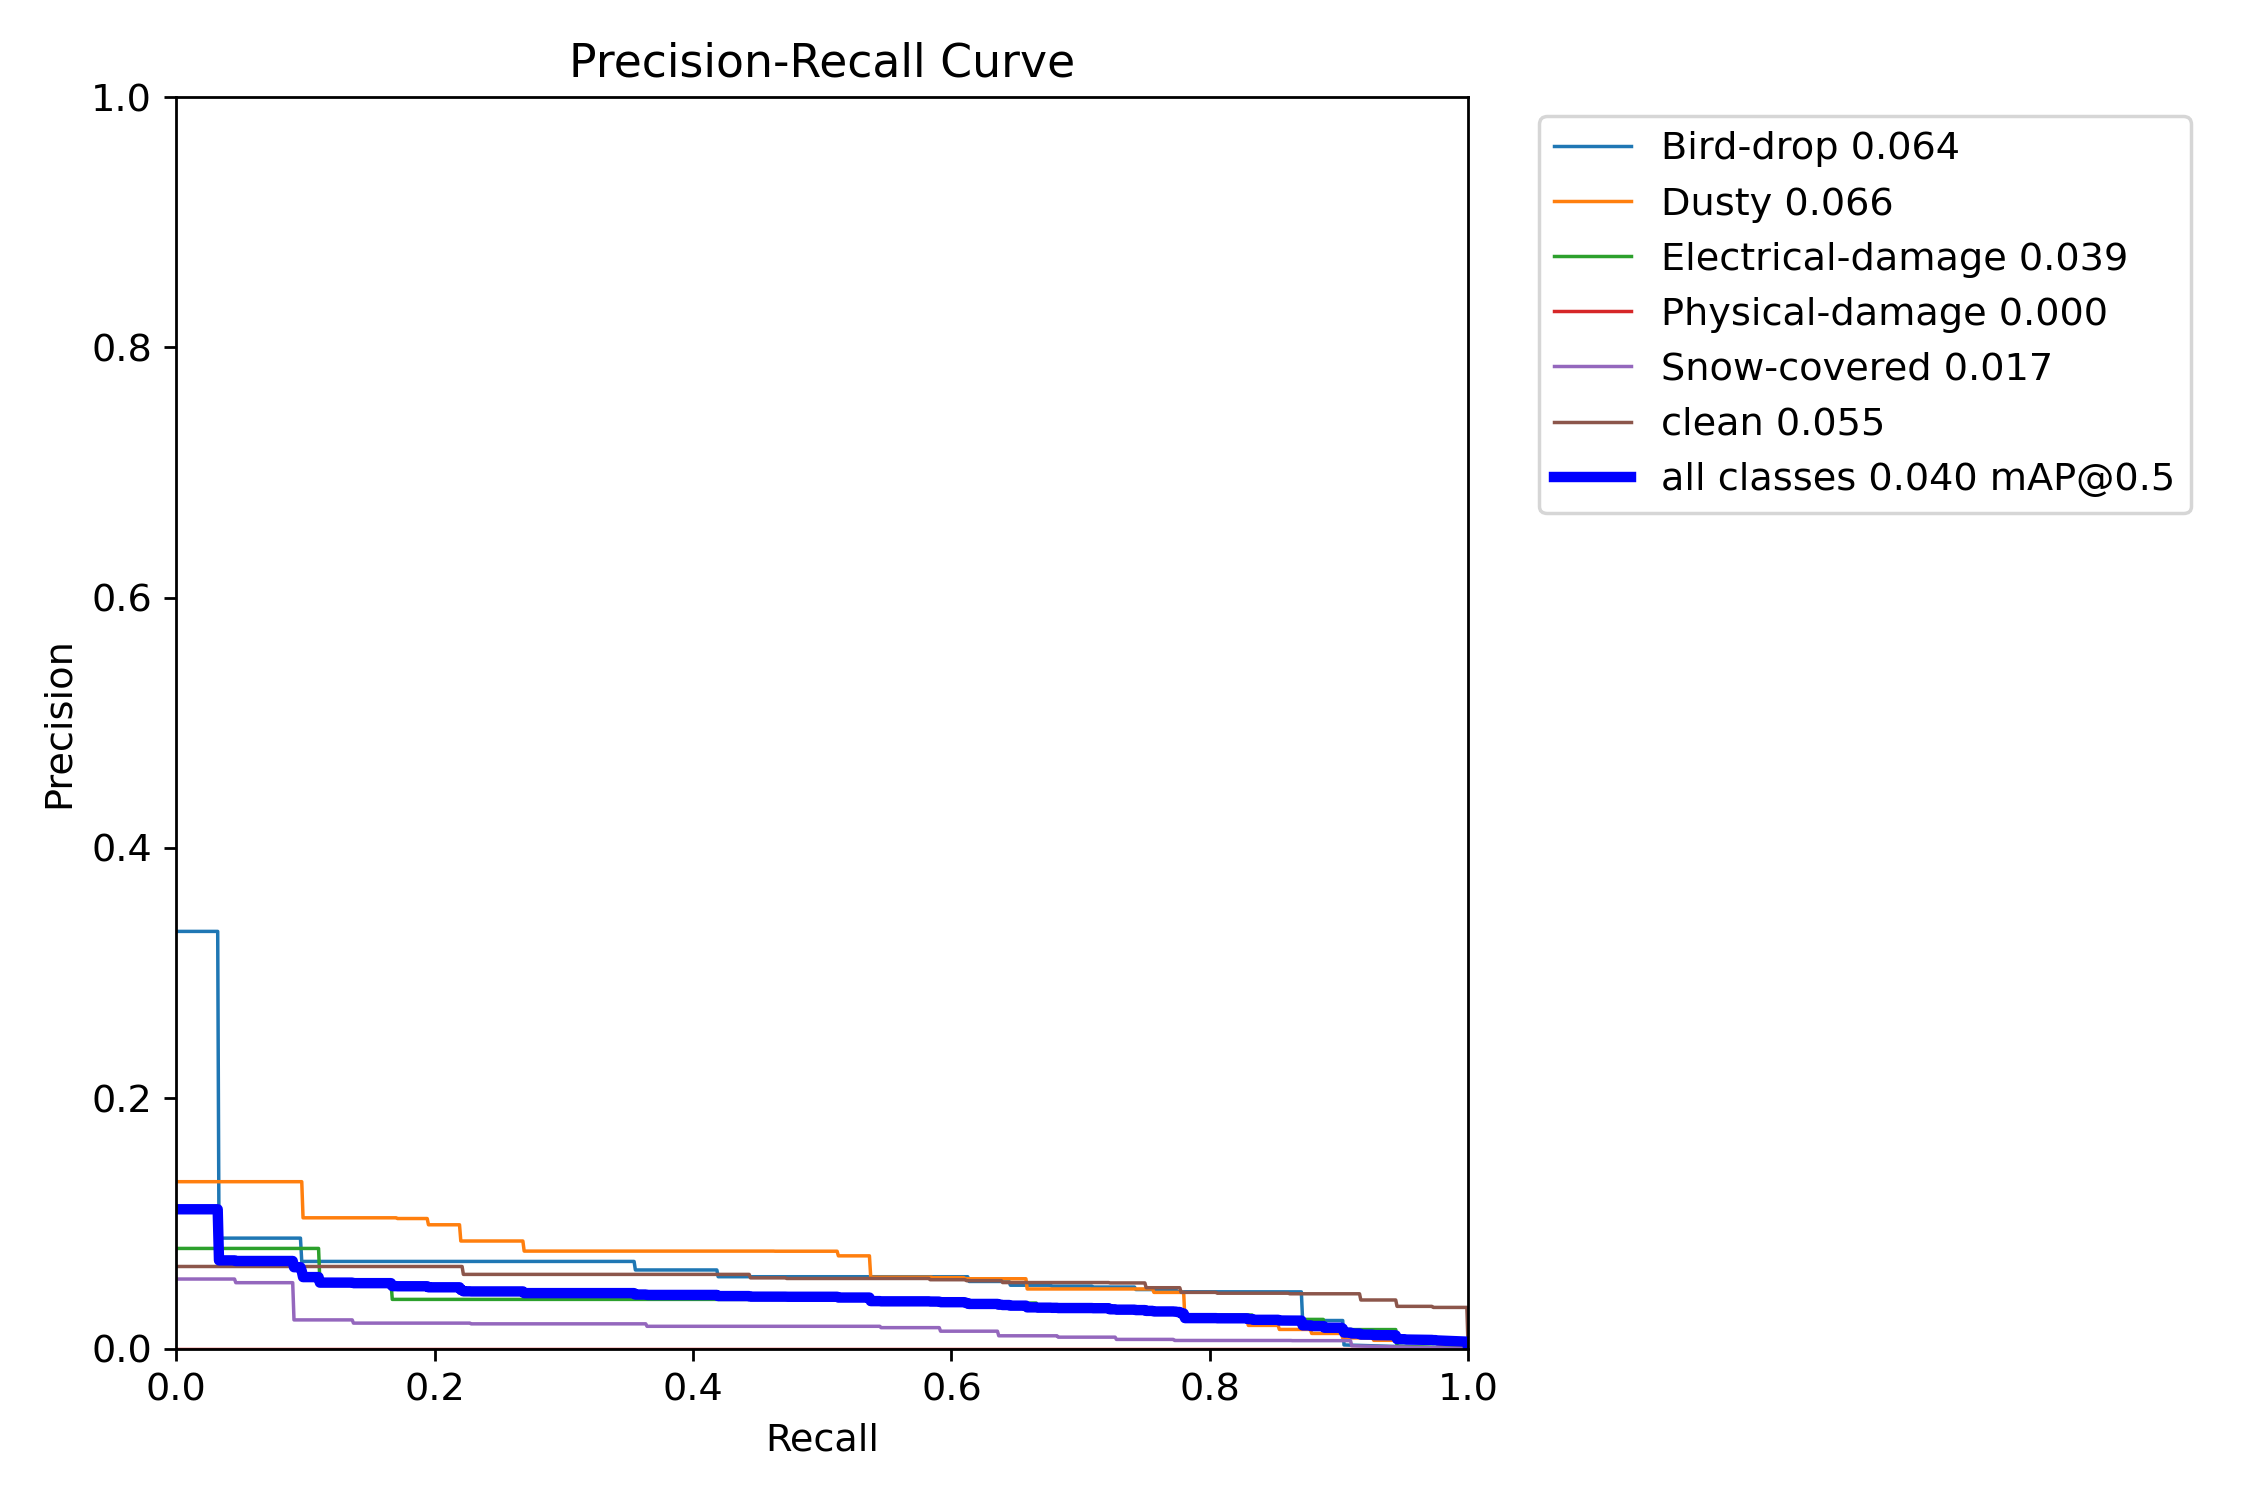 Precision-Recall Curve
1.0
0.8
0.6
0.4
0.2
0.0
Precision
0.0 0.2 0.4 0.6 0.8 1.0
Recall
Bird-drop 0.064
Dusty 0.066
Electrical-damage 0.039
Physical-damage 0.000
Snow-covered 0.017
clean 0.055
all classes 0.040 mAP@0.5